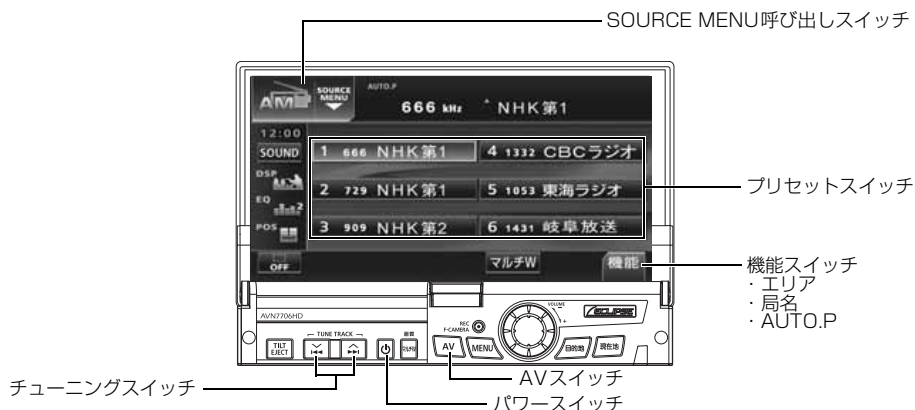 SOURCE MENU呼び出しスイッチ
AM
SOURCE MENU
AUTO.P
666 kHz
NHK第1
12:00
SOUND
1 666 NHK第1
4 1332 CBCラジオ
DSP
2 729 NHK第1
5 1053 東海ラジオ
プリセットスイッチ
EQ
2
POS
3 909 NHK第2
6 1431 岐阜放送
OFF
マルチW
機能
機能スイッチ
・エリア
・局名
・AUTO.P
AVN7706HD
VOLUME
+
ECLIPSE
REC
F-CAMERA
TUNE TRACK
画質
TILT
EJECT
マルチW
AV
MENU
目的地
現在地
チューニングスイッチ
AVスイッチ
パワースイッチ